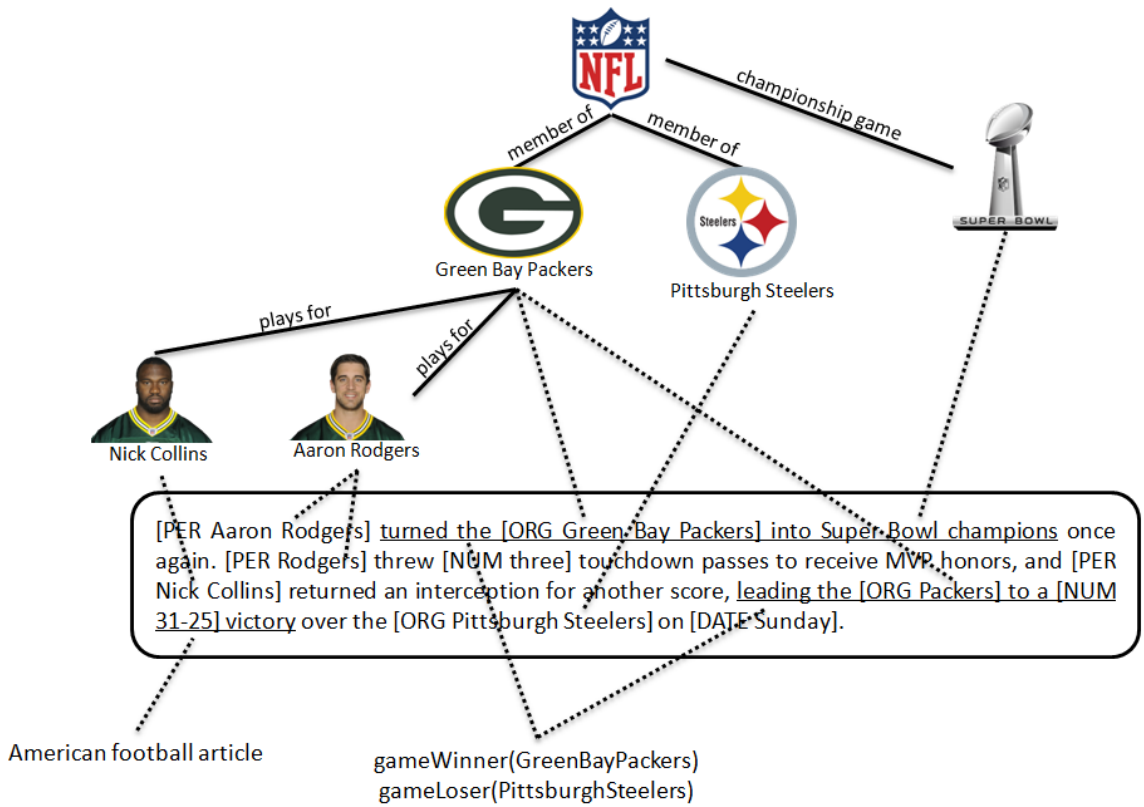 NFL
championship game
member of
member of
SUPER BOWL
Steelers
Green Bay Packers
Pittsburgh Steelers
plays for
plays for
Nick Collins
Aaron Rodgers
[PER Aaron Rodgers] turned the [ORG Green Bay Packers] into Super Bowl champions once
again. [PER Rodgers] threw [NUM three] touchdown passes to receive MVP honors, and [PER
Nick Collins] returned an interception for another score, leading the [ORG Packers] to a [NUM
31-25] victory over the [ORG Pittsburgh Steelers] on [DATE Sunday].
American football article
gameWinner(GreenBayPackers)
gameLoser(PittsburghSteelers)